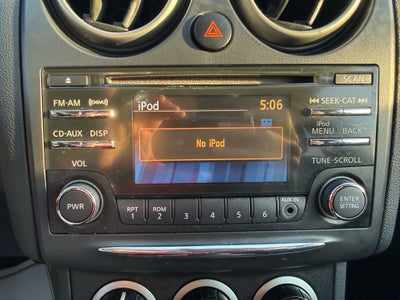 SCAN
FM·AM
iPod 5:06
SEEK·CAT
No iPod
CD·AUX DISP
iPod
MENU BACK
VOL
TUNE·SCROLL
PWR
RPT 1
RDM 2
3 4 5 6
AUX IN
ENTER
SETTING